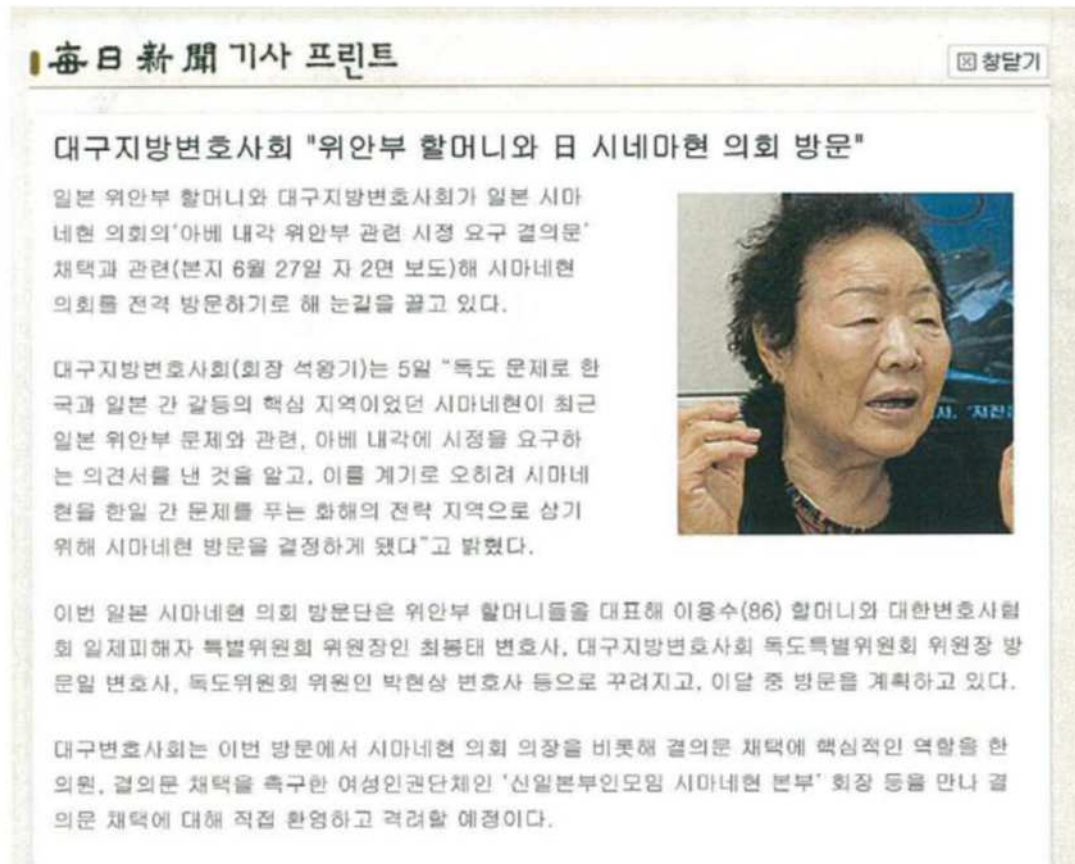 每日新聞 기사 프린트
창닫기
대구지방변호사회 "위안부 할머니와 日 시네마현 의회 방문"
일본 위안부 할머니와 대구지방변호사회가 일본 시마
네현 의회의'아베 내각 위안부 관련 시정 요구 결의문'
채택과 관련(본지 6월 27일 자 2면 보도)해 시마네현
의회를 전격 방문하기로 해 눈길을 끌고 있다.
대구지방변호사회(회장 석왕기)는 5일 "독도 문제로 한
국과 일본 간 갈등의 핵심 지역이었던 시마네현이 최근
일본 위안부 문제와 관련, 아베 내각에 시정을 요구하
는 의견서를 낸 것을 알고, 이를 계기로 오히려 시마네
현을 한일 간 문제를 푸는 화해의 전략 지역으로 삼기
위해 시마네현 방문을 결정하게 됐다"고 밝혔다.
사. '지진
이번 일본 시마네현 의회 방문단은 위안부 할머니들을 대표해 이용수(86) 할머니와 대한변호사협
회 일제피해자 특별위원회 위원장인 최봉태 변호사, 대구지방변호사회 독도특별위원회 위원장 방
문일 변호사, 독도위원회 위원인 박현상 변호사 등으로 꾸려지고, 이달 중 방문을 계획하고 있다.
대구변호사회는 이번 방문에서 시마네현 의회 의장을 비롯해 결의문 채택에 핵심적인 역할을 한
의원, 결의문 채택을 촉구한 여성인권단체인 '신일본부인모임 시마네현 본부' 회장 등을 만나 결
의문 채택에 대해 직접 환영하고 격려할 예정이다.